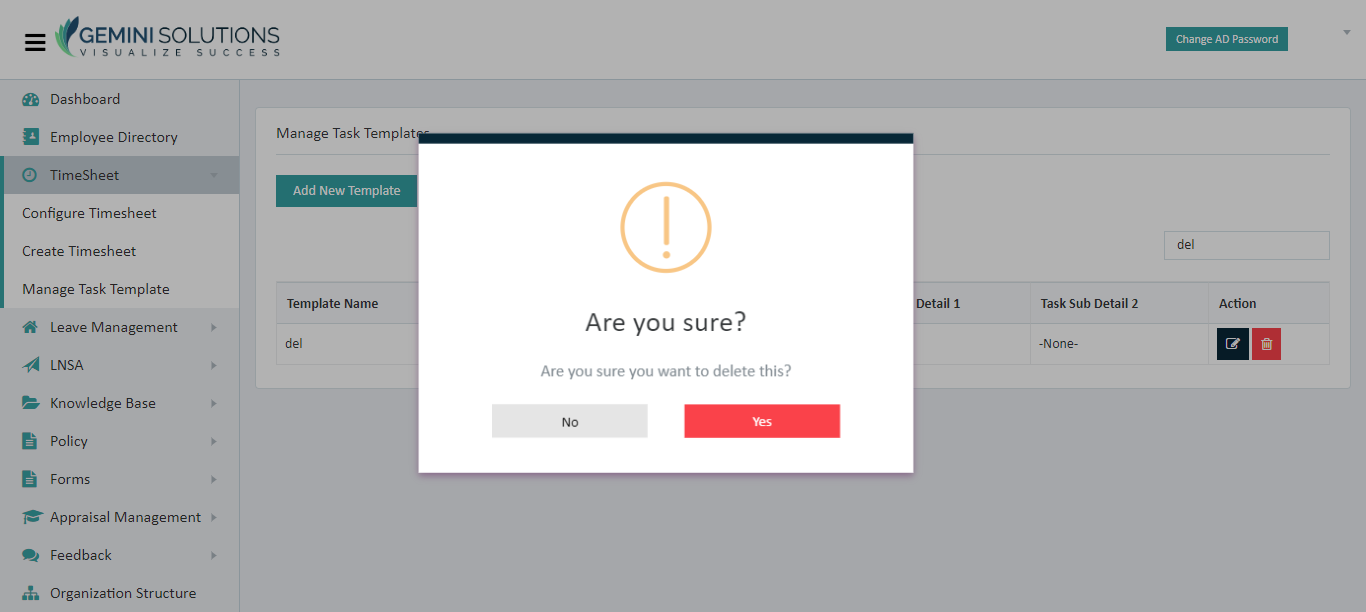 GEMINI SOLUTIONS
VISUALIZE SUCCESS
Change AD Password
Dashboard
Employee Directory
TimeSheet
Configure Timesheet
Create Timesheet
Manage Task Template
Leave Management
LNSA
Knowledge Base
Policy
Forms
Appraisal Management
Feedback
Organization Structure
Manage Task Templates
Add New Template
del
Template Name
Detail 1
Task Sub Detail 2
Action
del
-None-
Are you sure?
Are you sure you want to delete this?
No
Yes